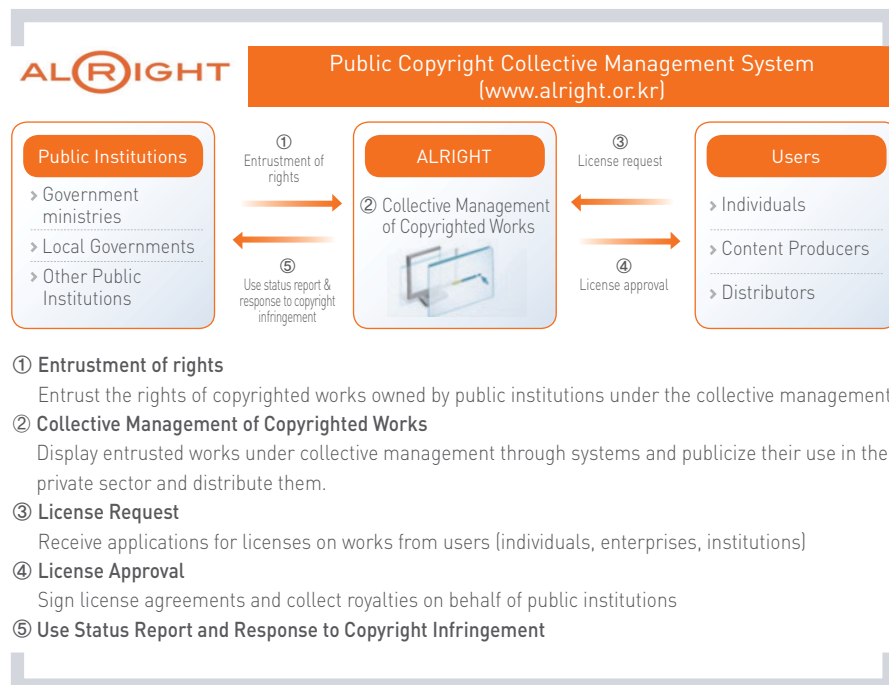 ALRIGHT
Public Copyright Collective Management System
(www.alright.or.kr)
Public Institutions
› Government
ministries
› Local Governments
› Other Public
Institutions
①
Entrustment of
rights
⑤
Use status report &
response to copyright
infringement
ALRIGHT
② Collective Management
of Copyrighted Works
③
License request
④
License approval
Users
› Individuals
› Content Producers
› Distributors
① Entrustment of rights
Entrust the rights of copyrighted works owned by public institutions under the collective management
② Collective Management of Copyrighted Works
Display entrusted works under collective management through systems and publicize their use in the
private sector and distribute them.
③ License Request
Receive applications for licenses on works from users (individuals, enterprises, institutions)
④ License Approval
Sign license agreements and collect royalties on behalf of public institutions
⑤ Use Status Report and Response to Copyright Infringement